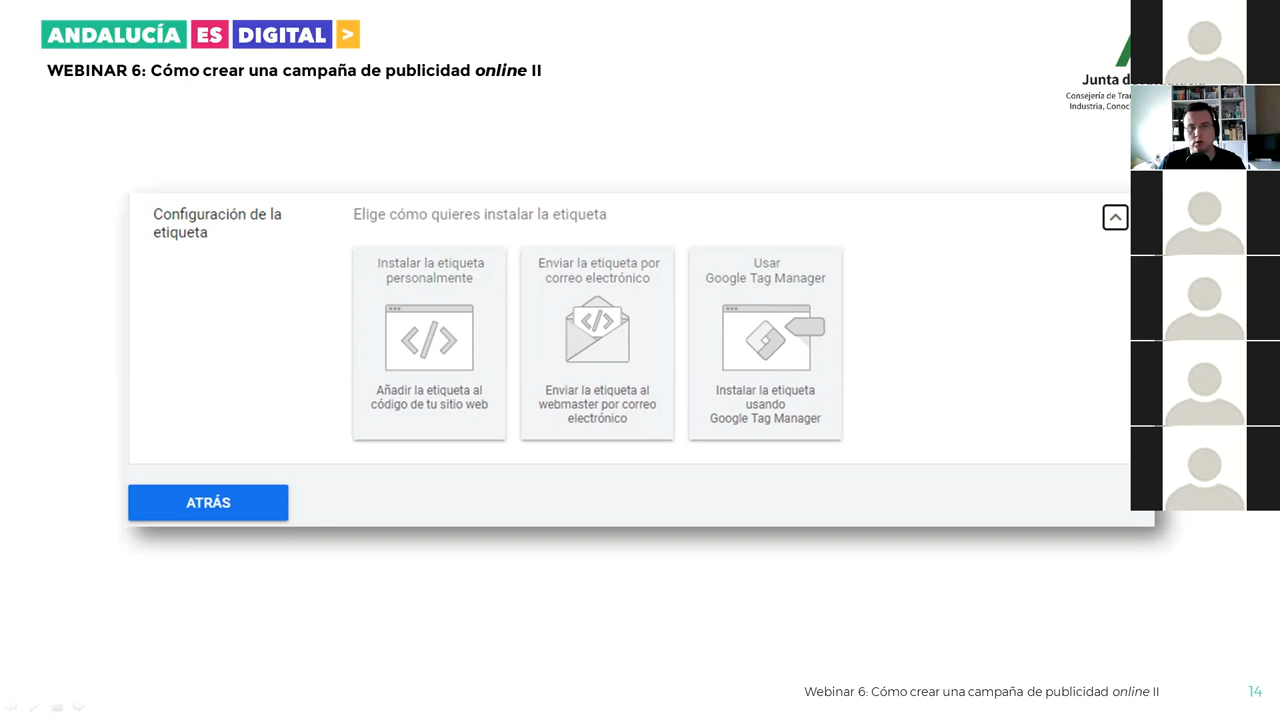 ANDALUCÍA ES DIGITAL >
WEBINAR 6: Cómo crear una campaña de publicidad online II
Junta d
Consejería de Tra
Industria, Conoc
Configuración de la
etiqueta
Elige cómo quieres instalar la etiqueta
Instalar la etiqueta
personalmente
</>
Añadir la etiqueta al
código de tu sitio web
Enviar la etiqueta por
correo electrónico
</>
Enviar la etiqueta al
webmaster por correo
electrónico
Usar
Google Tag Manager
Instalar la etiqueta
usando
Google Tag Manager
ATRÁS
Webinar 6: Cómo crear una campaña de publicidad online II
14